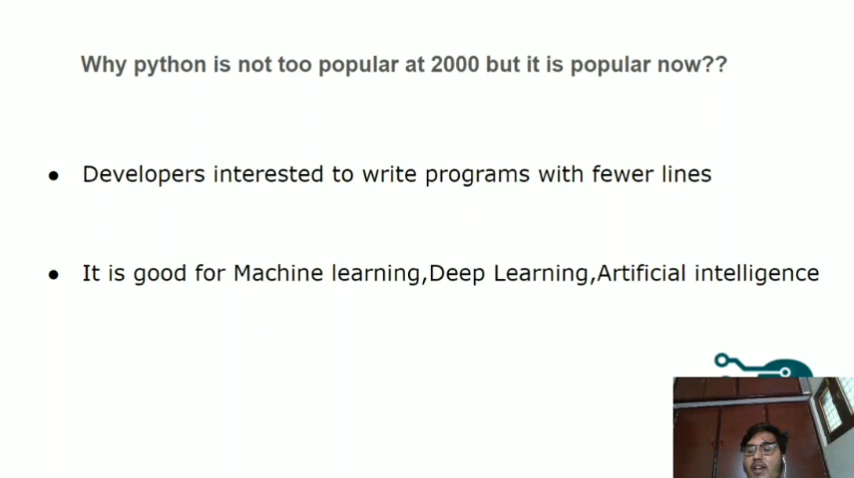 Why python is not too popular at 2000 but it is popular now??
● Developers interested to write programs with fewer lines
● It is good for Machine learning,Deep Learning,Artificial intelligence